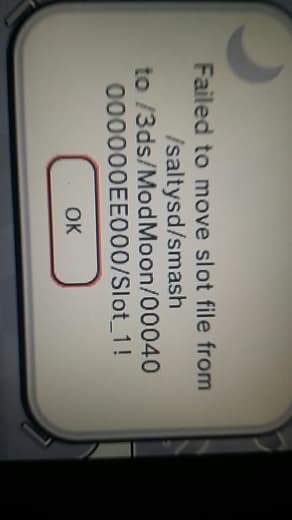 Failed to move slot file from
/saltysd/smash
to /3ds/ModMoon/00040
000000EE000/Slot_1!
OK